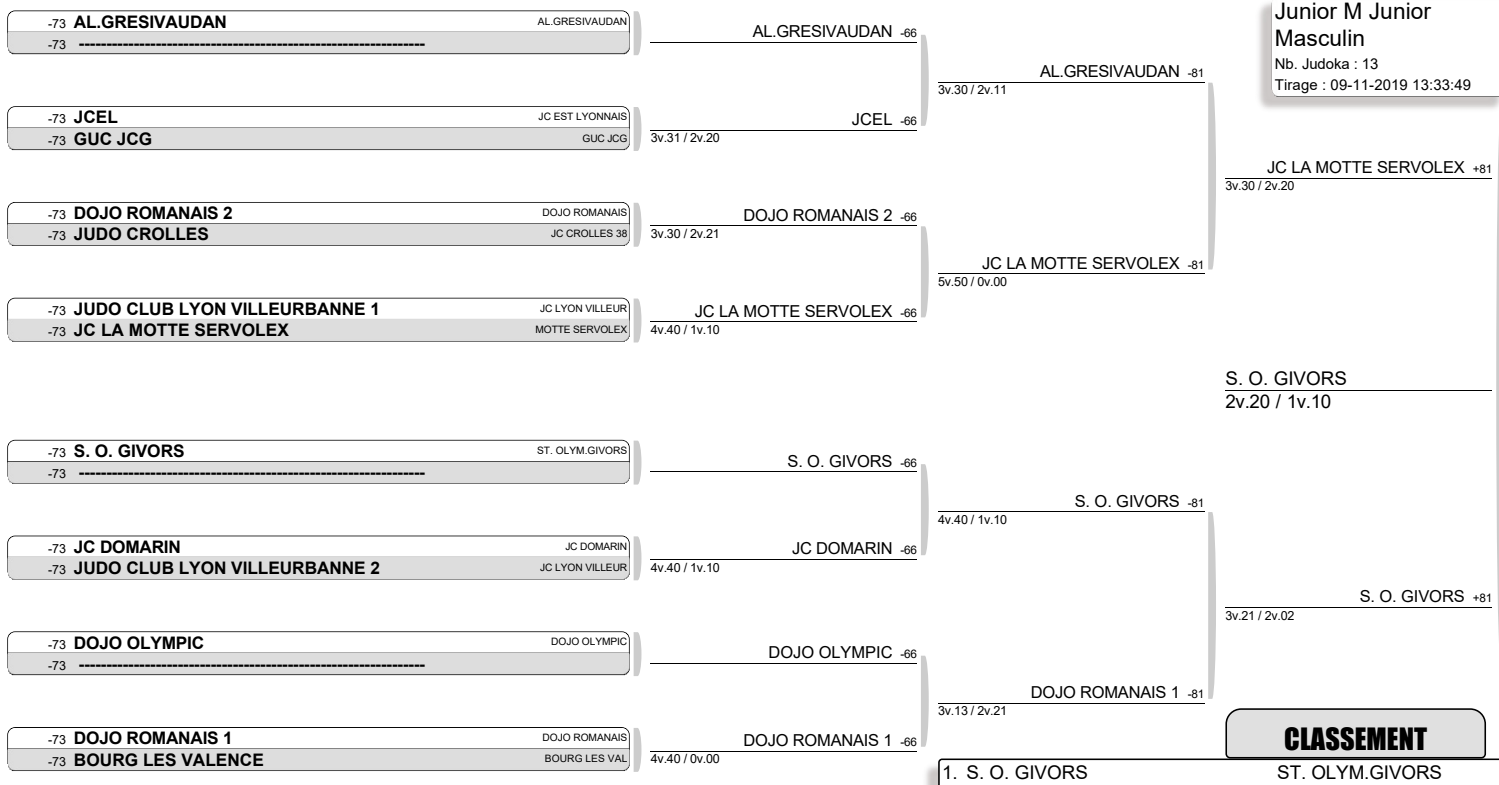 -73 AL.GRESIVAUDAN AL.GRESIVAUDAN
-73 ----------------------------------------------------------------
JCEL
-73 JCEL JC EST LYONNAIS
-73 GUC JCG GUC JCG
-73 DOJO ROMANAIS 2 DOJO ROMANAIS
-73 JUDO CROLLES JC CROLLES 38
-73 JUDO CLUB LYON VILLEURBANNE 1 JC LYON VILLEUR
-73 JC LA MOTTE SERVOLEX MOTTE SERVOLEX
-73 S. O. GIVORS ST. OLYM.GIVORS
-73 ----------------------------------------------------------------
-73 JC DOMARIN JC DOMARIN
-73 JUDO CLUB LYON VILLEURBANNE 2 JC LYON VILLEUR
-73 DOJO OLYMPIC DOJO OLYMPIC
-73 ----------------------------------------------------------------
-73 DOJO ROMANAIS 1 DOJO ROMANAIS
-73 BOURG LES VALENCE BOURG LES VAL
AL.GRESIVAUDAN -66
JCEL -66
3v.31 / 2v.20
DOJO ROMANAIS 2 -66
3v.30 / 2v.21
JC LA MOTTE SERVOLEX -66
4v.40 / 1v.10
S. O. GIVORS -66
JC DOMARIN -66
4v.40 / 1v.10
DOJO OLYMPIC -66
DOJO ROMANAIS 1 -66
4v.40 / 0v.00
AL.GRESIVAUDAN -81
3v.30 / 2v.11
JC LA MOTTE SERVOLEX -81
5v.50 / 0v.00
S. O. GIVORS -81
4v.40 / 1v.10
DOJO ROMANAIS 1 -81
3v.13 / 2v.21
Junior M Junior
Masculin
Nb. Judoka : 13
Tirage : 09-11-2019 13:33:49
JC LA MOTTE SERVOLEX +81
3v.30 / 2v.20
S. O. GIVORS
2v.20 / 1v.10
S. O. GIVORS +81
3v.21 / 2v.02
CLASSEMENT
1. S. O. GIVORS ST. OLYM.GIVORS